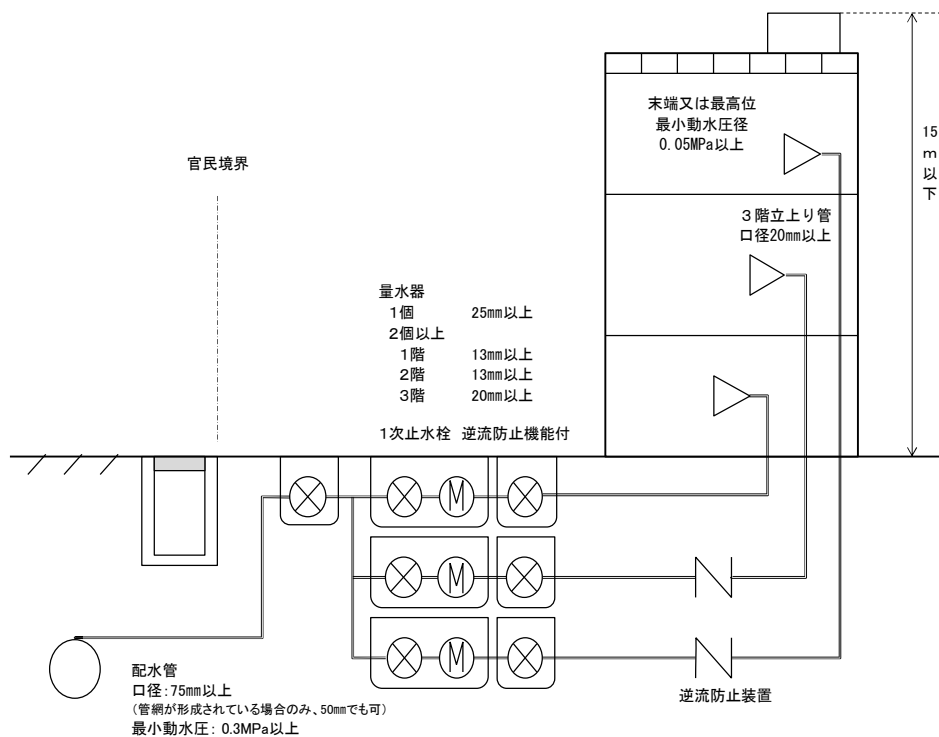 末端又は最高位
最小動水圧径
0.05MPa以上
15
m
以
下
官民境界
3階立上り管
口径20mm以上
量水器
1個 25mm以上
2個以上
1階 13mm以上
2階 13mm以上
3階 20mm以上
1次止水栓 逆流防止機能付
M
M
M
配水管
口径:75mm以上
(管網が形成されている場合のみ、50mmでも可)
最小動水圧: 0.3MPa以上
逆流防止装置